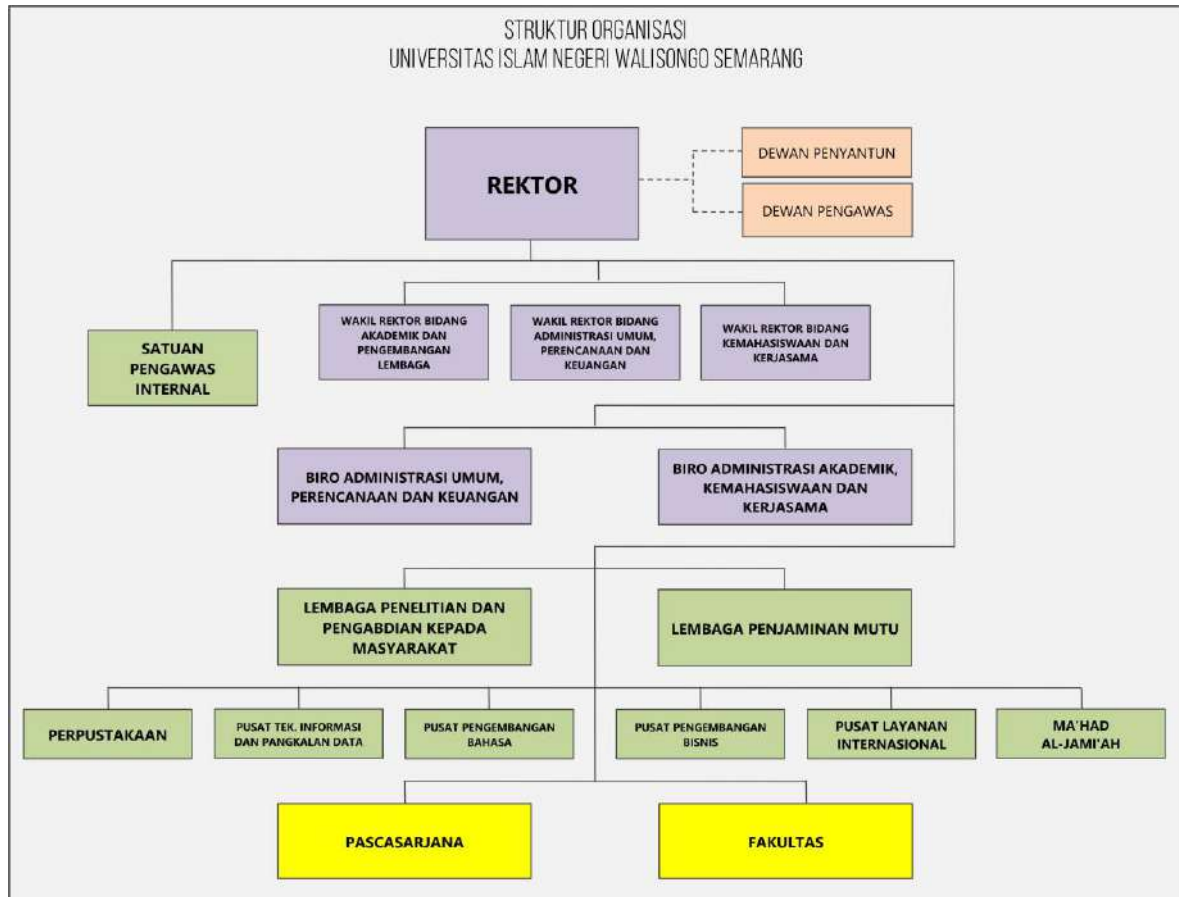 STRUKTUR ORGANISASI
UNIVERSITAS ISLAM NEGERI WALISONGO SEMARANG
REKTOR
DEWAN PENYANTUN
DEWAN PENGAWAS
SATUAN
PENGAWAS
INTERNAL
WAKIL REKTOR BIDANG
AKADEMIK DAN
PENGEMBANGAN
LEMBAGA
WAKIL REKTOR BIDANG
ADMINISTRASI UMUM,
PERENCANAAN DAN
KEUANGAN
WAKIL REKTOR BIDANG
KEMAHASISWAAN DAN
KERJASAMA
BIRO ADMINISTRASI UMUM,
PERENCANAAN DAN KEUANGAN
BIRO ADMINISTRASI AKADEMIK,
KEMAHASISWAAN DAN
KERJASAMA
LEMBAGA PENELITIAN DAN
PENGABDIAN KEPADA
MASYARAKAT
LEMBAGA PENJAMINAN MUTU
PERPUSTAKAAN
PUSAT TEK. INFORMASI
DAN PANGKALAN DATA
PUSAT PENGEMBANGAN
BAHASA
PUSAT PENGEMBANGAN
BISNIS
PUSAT LAYANAN
INTERNASIONAL
MA'HAD
AL-JAMI'AH
PASCASARJANA
FAKULTAS